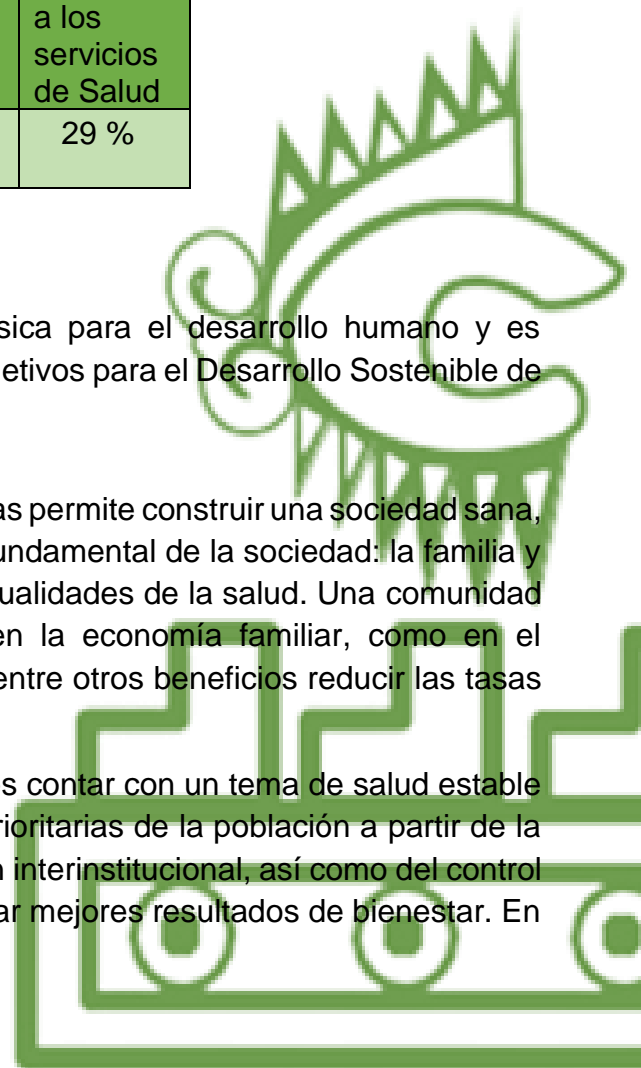 a los
servicios
de Salud
29 %
sica para el desarrollo humano y es
jetivos para el Desarrollo Sostenible de
as permite construir una sociedad sana,
undamental de la sociedad: la familia y
ualidades de la salud. Una comunidad
en la economía familiar, como en el
entre otros beneficios reducir las tasas
s contar con un tema de salud estable
rioritarias de la población a partir de la
n interinstitucional, así como del control
ar mejores resultados de bienestar. En